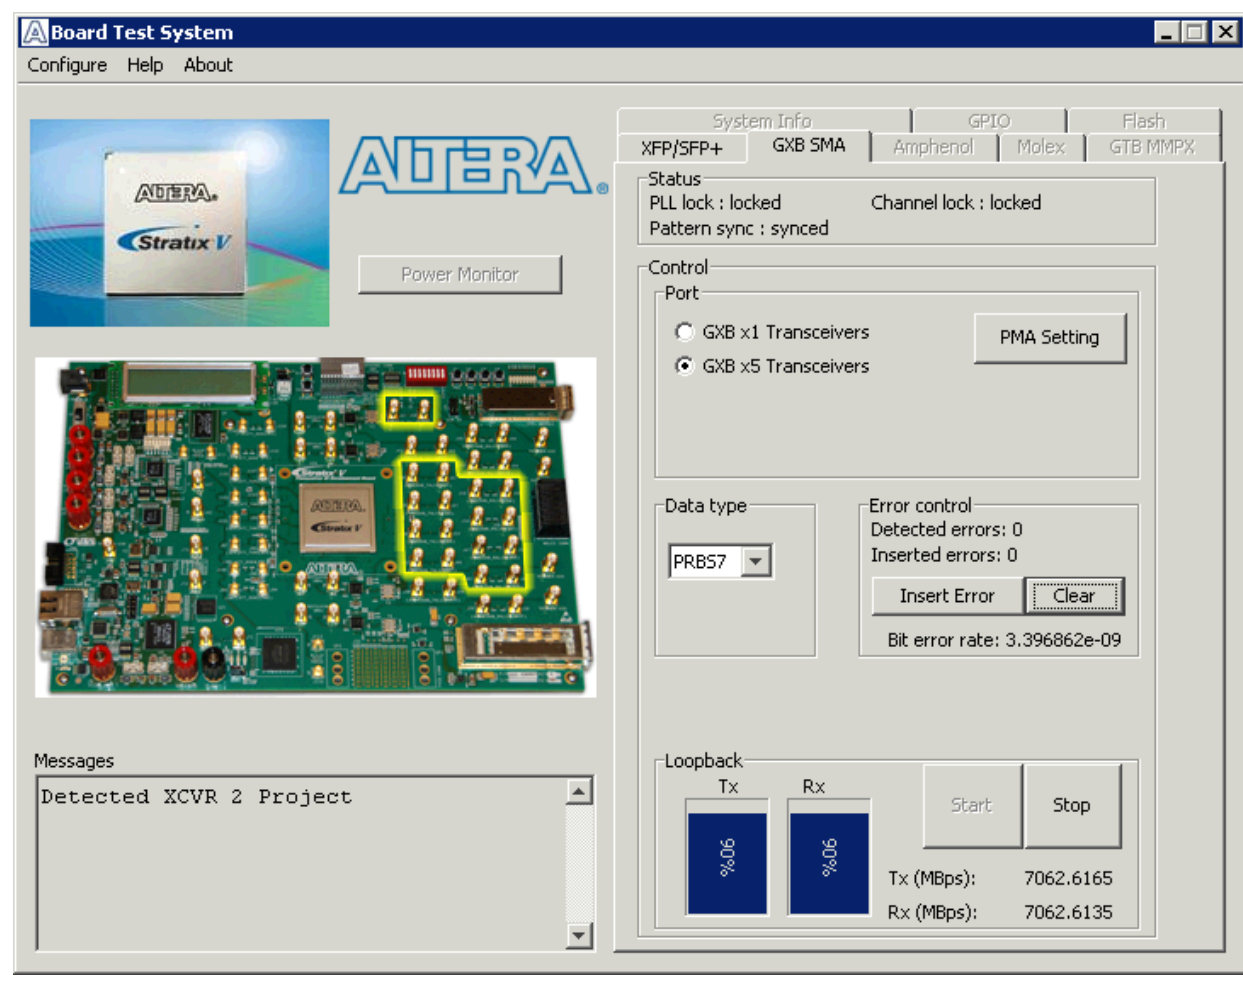 Board Test System
Configure Help About
ALTERA.
Stratix V
ALTERA®
Power Monitor
System Info GPIO Flash
XFP/SFP+ GXB SMA Amphenol Molex GTB MMPX
Status
PLL lock : locked Channel lock : locked
Pattern sync : synced
Control
Port
GXB x1 Transceivers
GXB x5 Transceivers
PMA Setting
Stratix V
ALTERA.
Stratix V
ALTERA
Data type
PRBS7
Error control
Detected errors: 0
Inserted errors: 0
Insert Error Clear
Bit error rate: 3.396862e-09
Messages
Detected XCVR 2 Project
Loopback
Tx Rx
90% 90%
Start Stop
Tx (MBps): 7062.6165
Rx (MBps): 7062.6135